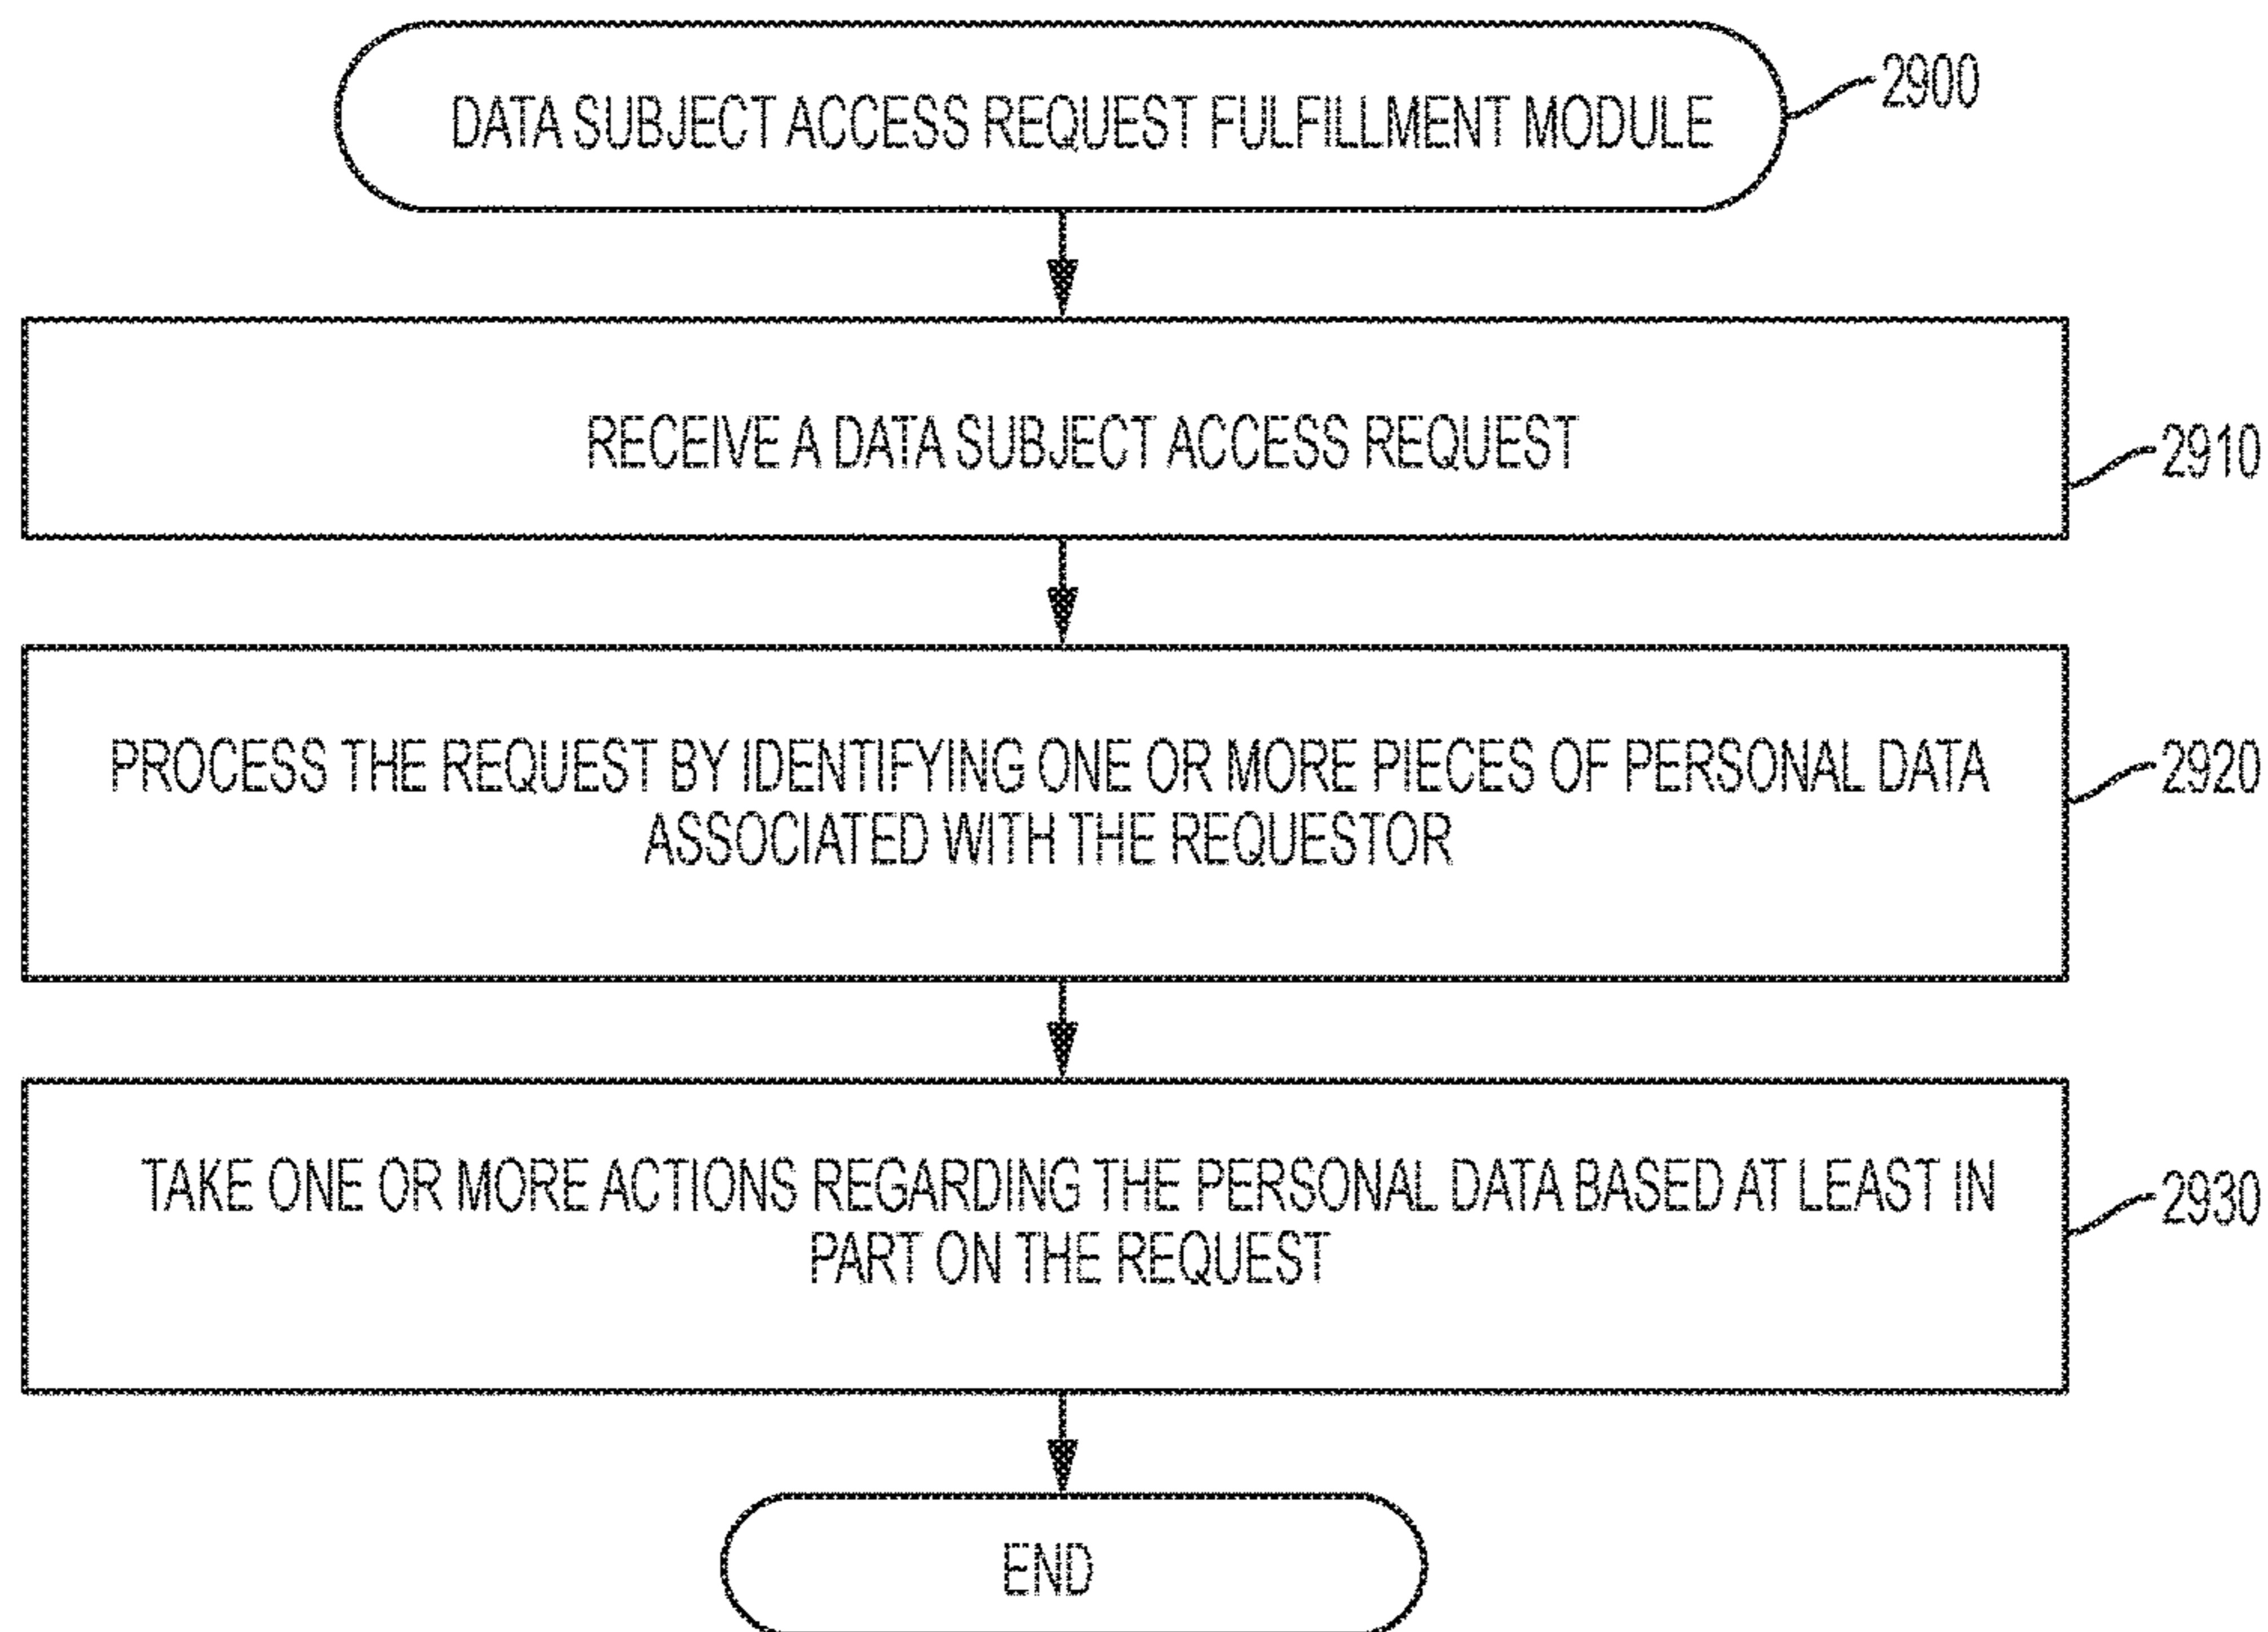 DATA SUBJECT ACCESS REQUEST FULFILLMENT MODULE
2900
RECEIVE A DATA SUBJECT ACCESS REQUEST
2910
PROCESS THE REQUEST BY IDENTIFYING ONE OR MORE PIECES OF PERSONAL DATA
ASSOCIATED WITH THE REQUESTOR
2920
TAKE ONE OR MORE ACTIONS REGARDING THE PERSONAL DATA BASED AT LEAST IN
PART ON THE REQUEST
2930
END